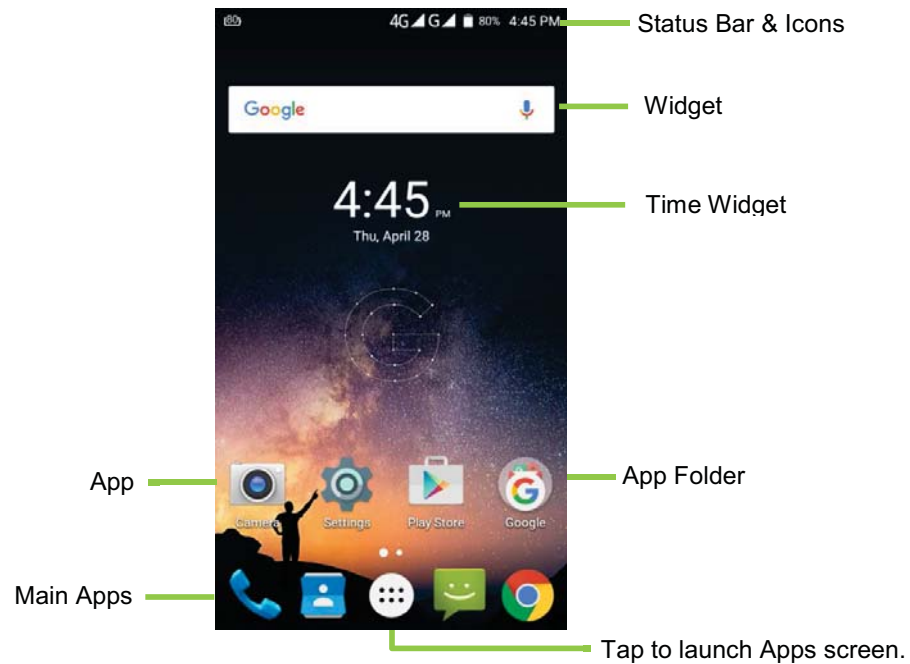 80
4G G 80% 4:45 PM
Status Bar & Icons
Google
Widget
4:45 PM
Time Widget
Thu, April 28
App
App Folder
Camera
Settings
Play Store
Google
Main Apps
Tap to launch Apps screen.